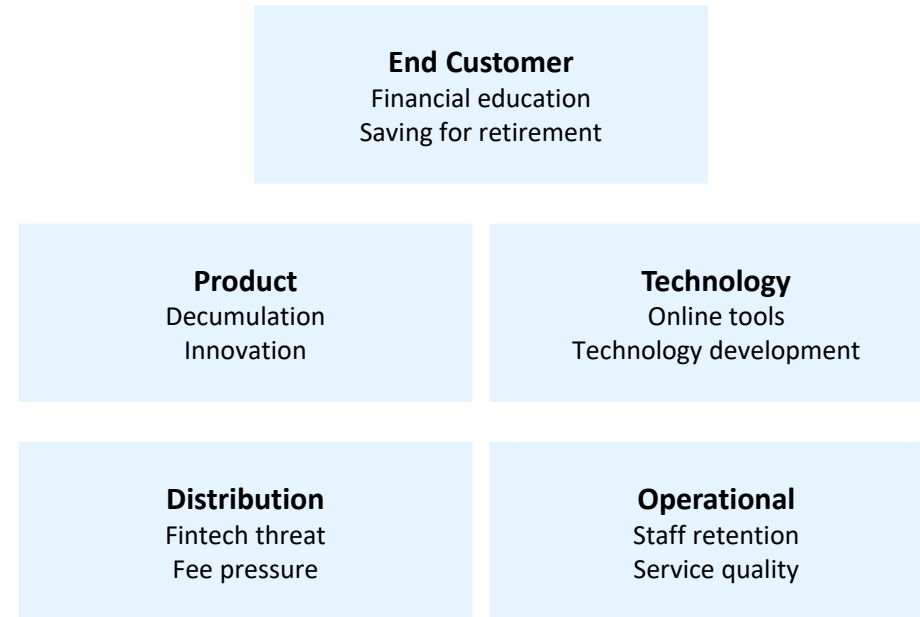 End Customer
Financial education
Saving for retirement
Product
Decumulation
Innovation
Technology
Online tools
Technology development
Distribution
Fintech threat
Fee pressure
Operational
Staff retention
Service quality